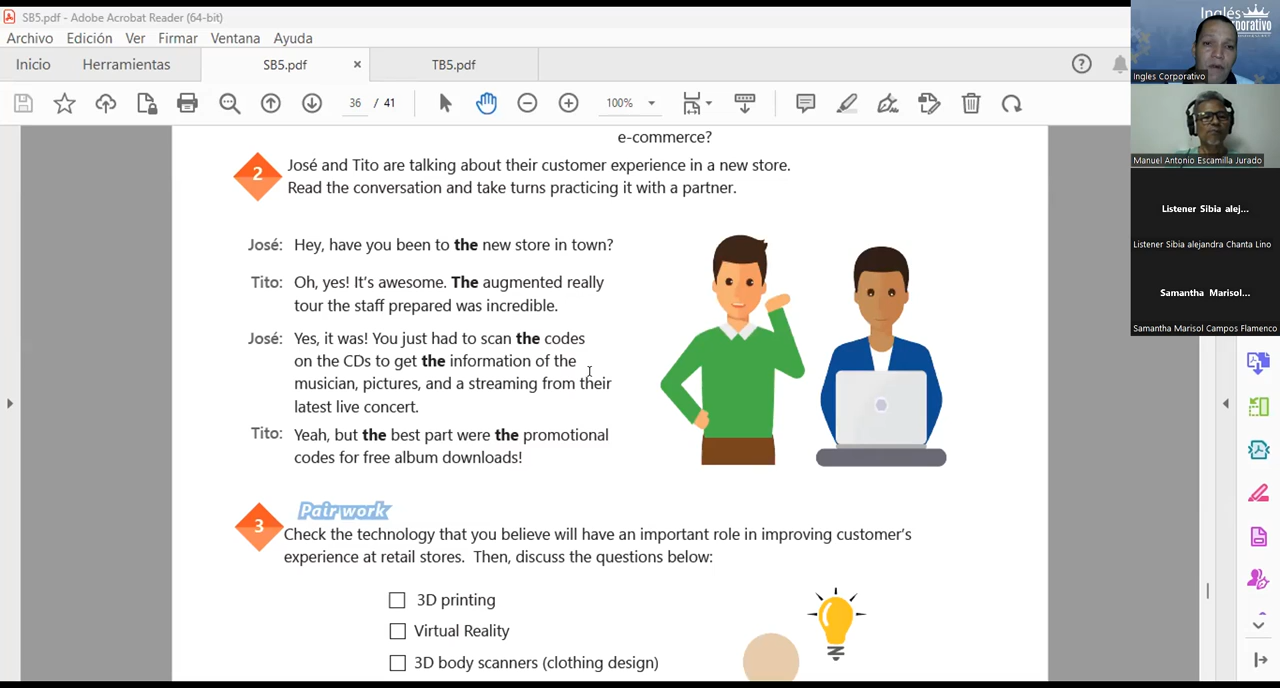 SB5.pdf - Adobe Acrobat Reader (64-bit)
Archivo Edición Ver Firmar Ventana Ayuda
Inicio Herramientas SB5.pdf × TB5.pdf
36 / 41 100%
e-commerce?
2 José and Tito are talking about their customer experience in a new store.
Read the conversation and take turns practicing it with a partner.
José: Hey, have you been to the new store in town?
Tito: Oh, yes! It's awesome. The augmented really
tour the staff prepared was incredible.
José: Yes, it was! You just had to scan the codes
on the CDs to get the information of the
musician, pictures, and a streaming from their
latest live concert.
Tito: Yeah, but the best part were the promotional
codes for free album downloads!
Pair work
3 Check the technology that you believe will have an important role in improving customer's
experience at retail stores. Then, discuss the questions below:
3D printing
Virtual Reality
3D body scanners (clothing design)
Ingles Corporativo
Manuel Antonio Escamilla Jurado
Listener Sibia alej...
Listener Sibia alejandra Chanta Lino
Samantha Marisol...
Samantha Marisol Campos Flamenco